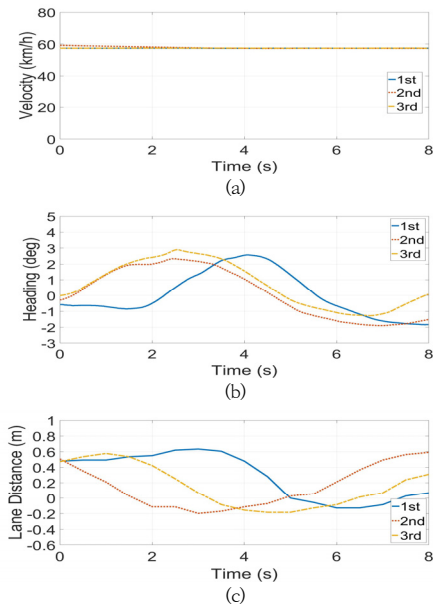 80
60
40
20
0
Velocity (km/h)
1st
2nd
3rd
0 2 4 6 8
Time (s)
(a)
5
4
3
2
1
0
-1
-2
-3
Heading (deg)
1st
2nd
3rd
0 2 4 6 8
Time (s)
(b)
1
0.8
0.6
0.4
0.2
0
-0.2
-0.4
-0.6
Lane Distance (m)
1st
2nd
3rd
0 2 4 6 8
Time (s)
(c)